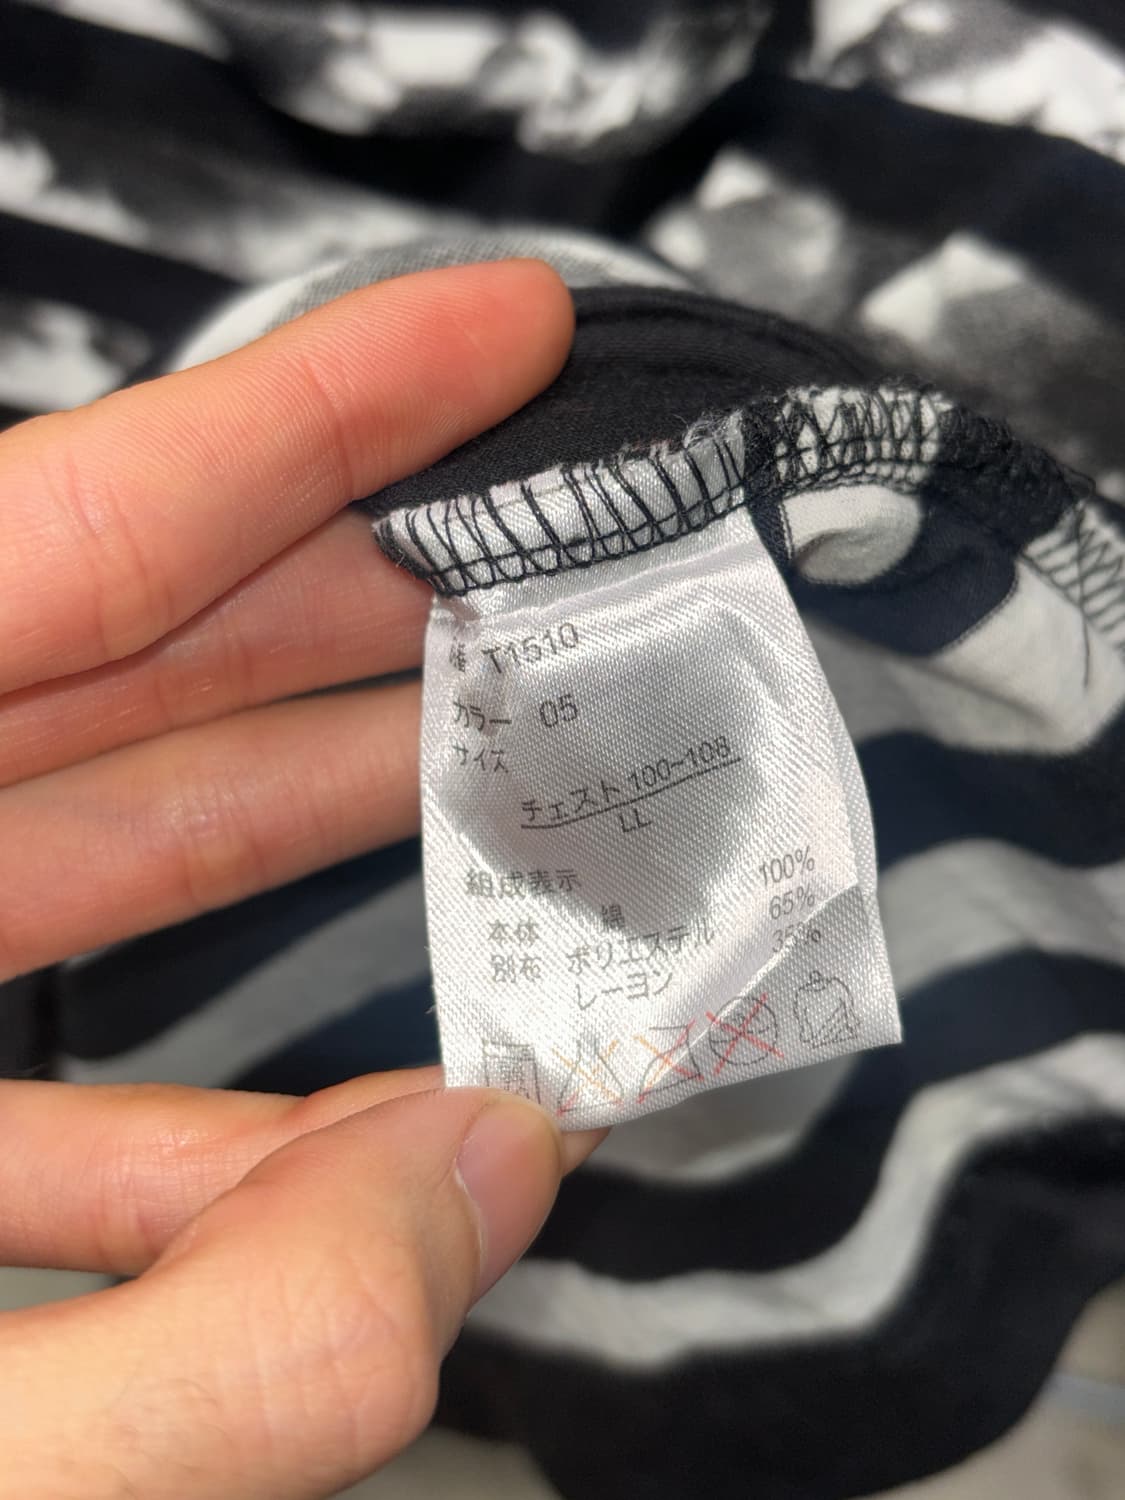 T1510
カラー 05
サイズ
チェスト 100~108
LL
組成表示
本体 綿 100%
別布 ポリエステル 65%
レーヨン 35%